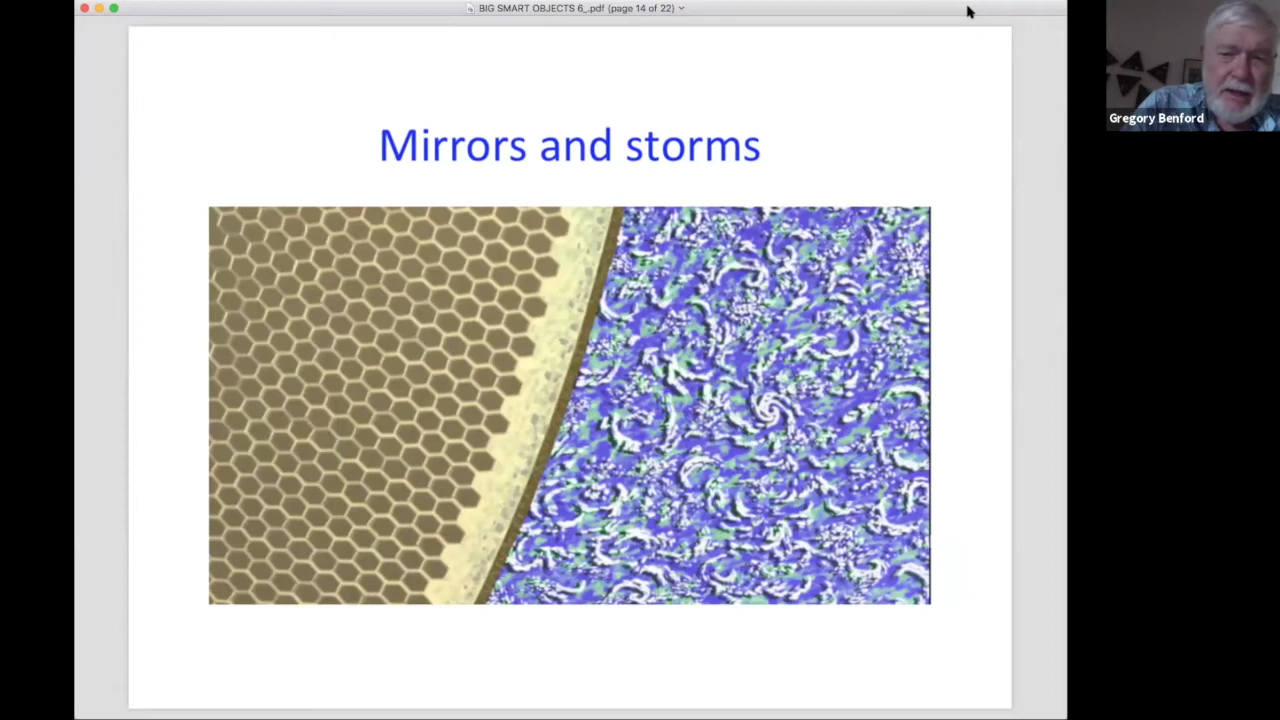 BIG SMART OBJECTS 6_.pdf (page 14 of 22)
Gregory Benford
Mirrors and storms